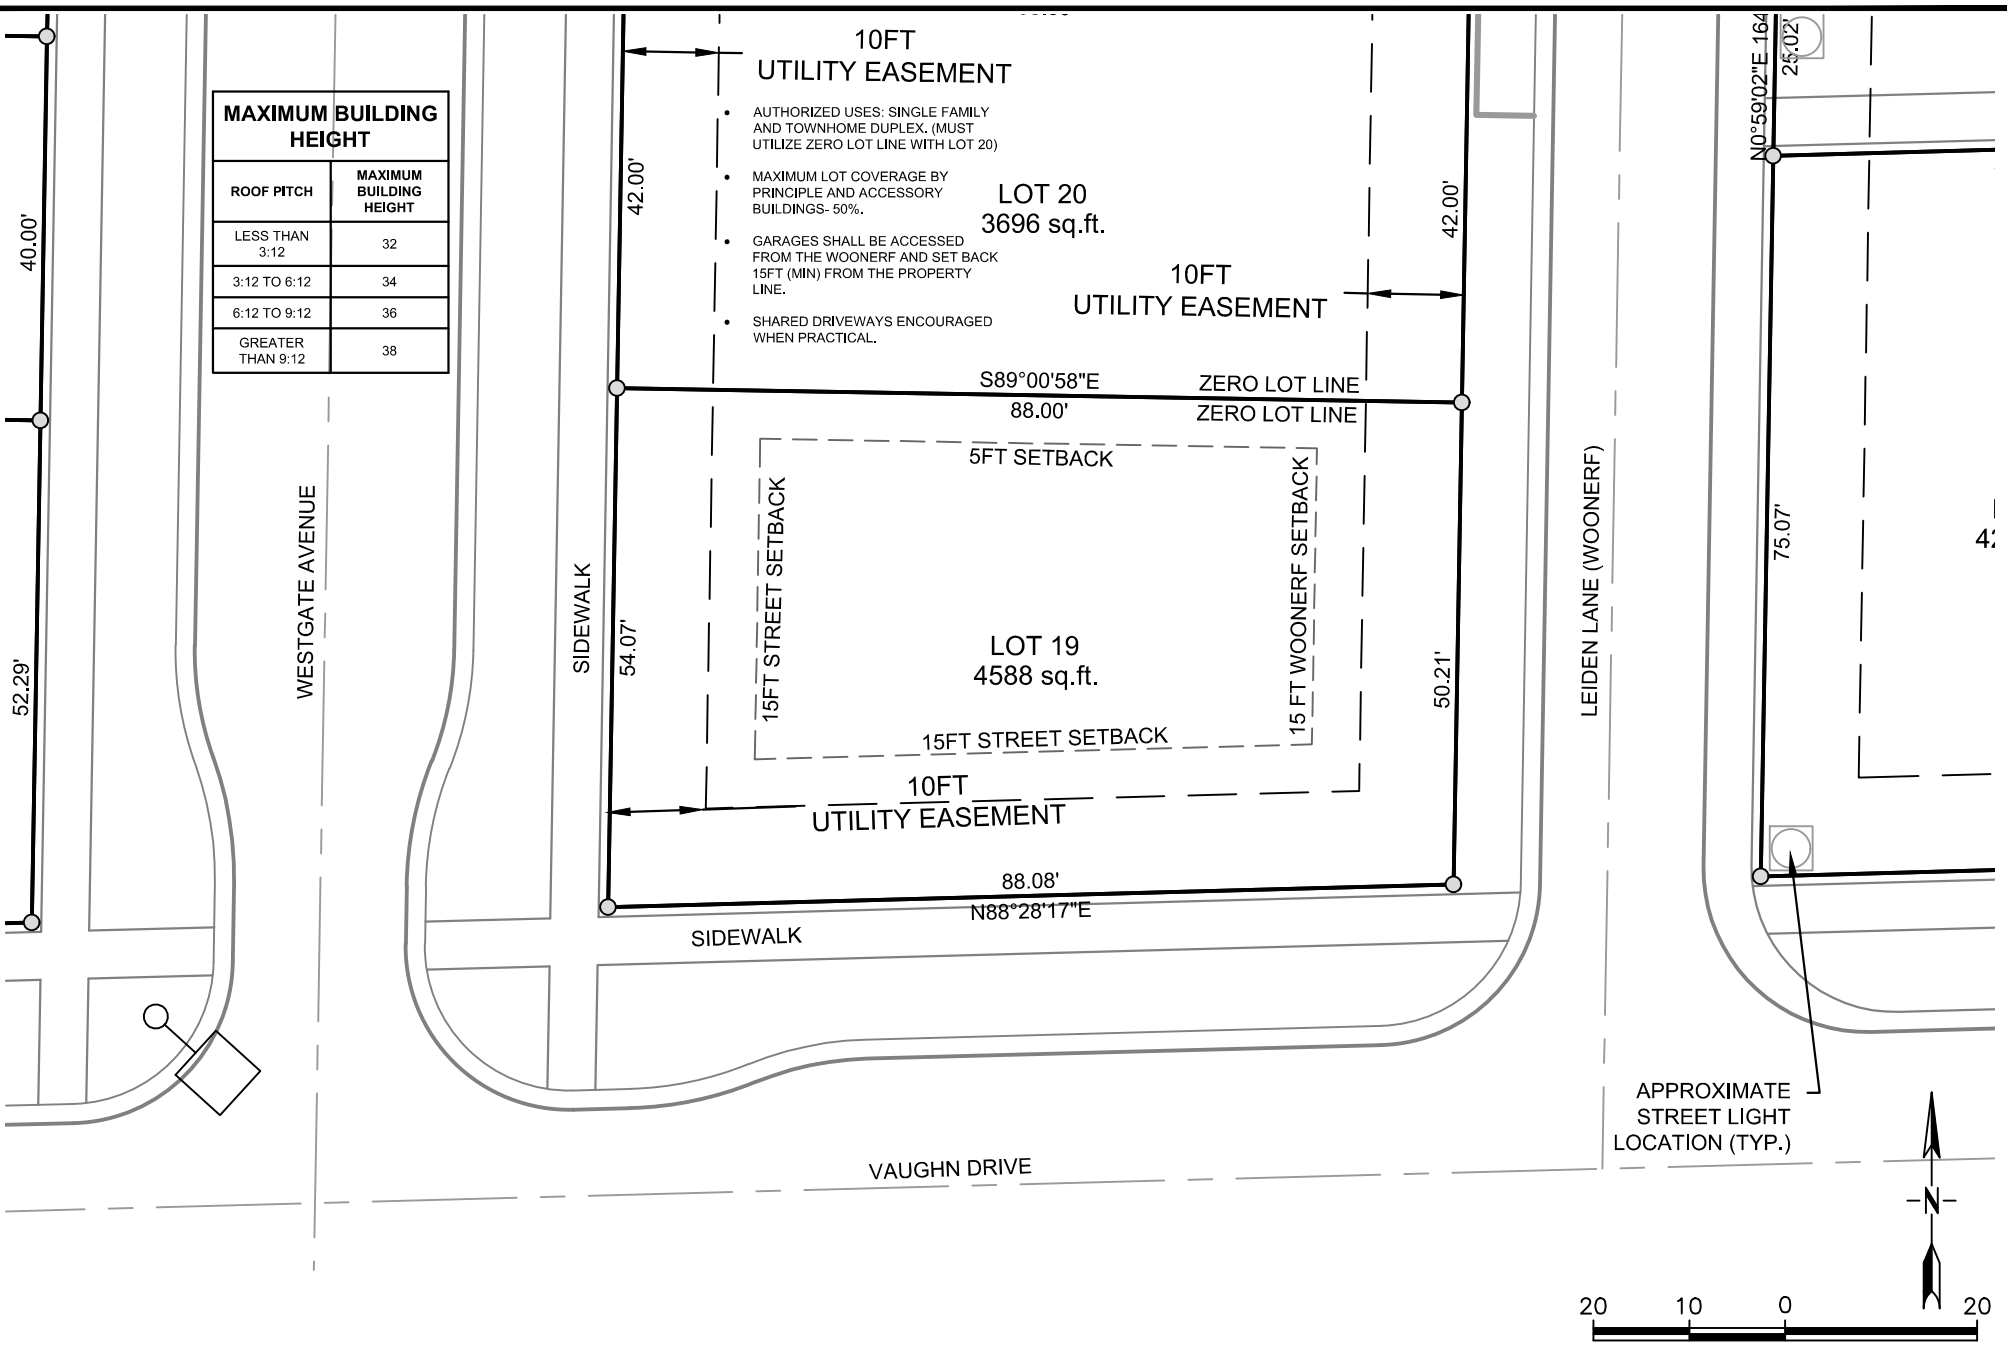 10FT
UTILITY EASEMENT
MAXIMUM BUILDING
HEIGHT
ROOF PITCH
MAXIMUM
BUILDING
HEIGHT
LESS THAN
3:12
32
3:12 TO 6:12
34
6:12 TO 9:12
36
GREATER
THAN 9:12
38
• AUTHORIZED USES: SINGLE FAMILY
AND TOWNHOME DUPLEX. (MUST
UTILIZE ZERO LOT LINE WITH LOT 20)
• MAXIMUM LOT COVERAGE BY
PRINCIPLE AND ACCESSORY
BUILDINGS- 50%.
• GARAGES SHALL BE ACCESSED
FROM THE WOONERF AND SET BACK
15FT (MIN) FROM THE PROPERTY
LINE.
• SHARED DRIVEWAYS ENCOURAGED
WHEN PRACTICAL.
LOT 20
3696 sq.ft.
10FT
UTILITY EASEMENT
40.00'
42.00'
42.00'
N0°59'02"E 164
25.02'
S89°00'58"E
88.00'
ZERO LOT LINE
ZERO LOT LINE
5FT SETBACK
15FT STREET SETBACK
15 FT WOONERF SETBACK
WESTGATE AVENUE
SIDEWALK
54.07'
52.29'
LOT 19
4588 sq.ft.
50.21'
LEIDEN LANE (WOONERF)
75.07'
42
15FT STREET SETBACK
10FT
UTILITY EASEMENT
88.08'
N88°28'17"E
SIDEWALK
APPROXIMATE
STREET LIGHT
LOCATION (TYP.)
VAUGHN DRIVE
N
20 10 0 20